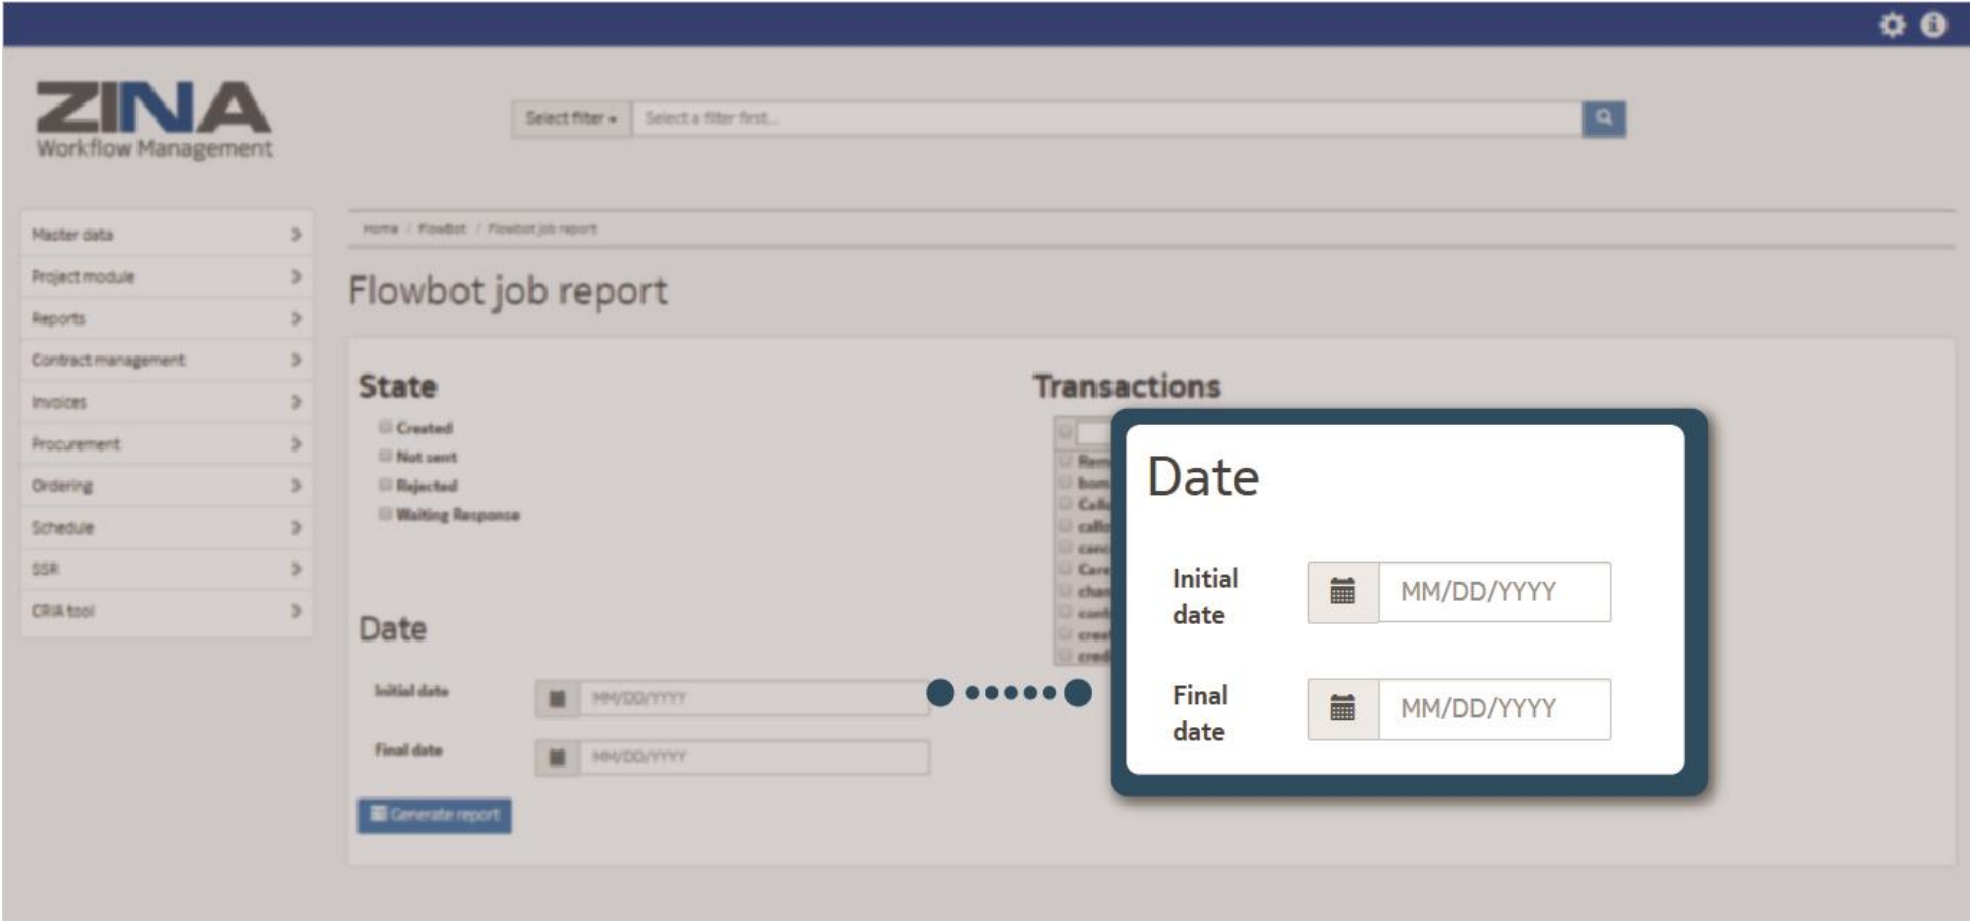 ZINA
Workflow Management
Select filter
Select a filter first...
Master data
Project module
Reports
Contract management
Invoices
Procurement
Ordering
Schedule
SSR
CRIA tool
Home / FlowBot / Flowbot job report
Flowbot job report
State
Created
Not sent
Rejected
Waiting Response
Date
Initial date
MM/DD/YYYY
Final date
MM/DD/YYYY
Generate report
Transactions
Date
Initial
date
MM/DD/YYYY
Final
date
MM/DD/YYYY